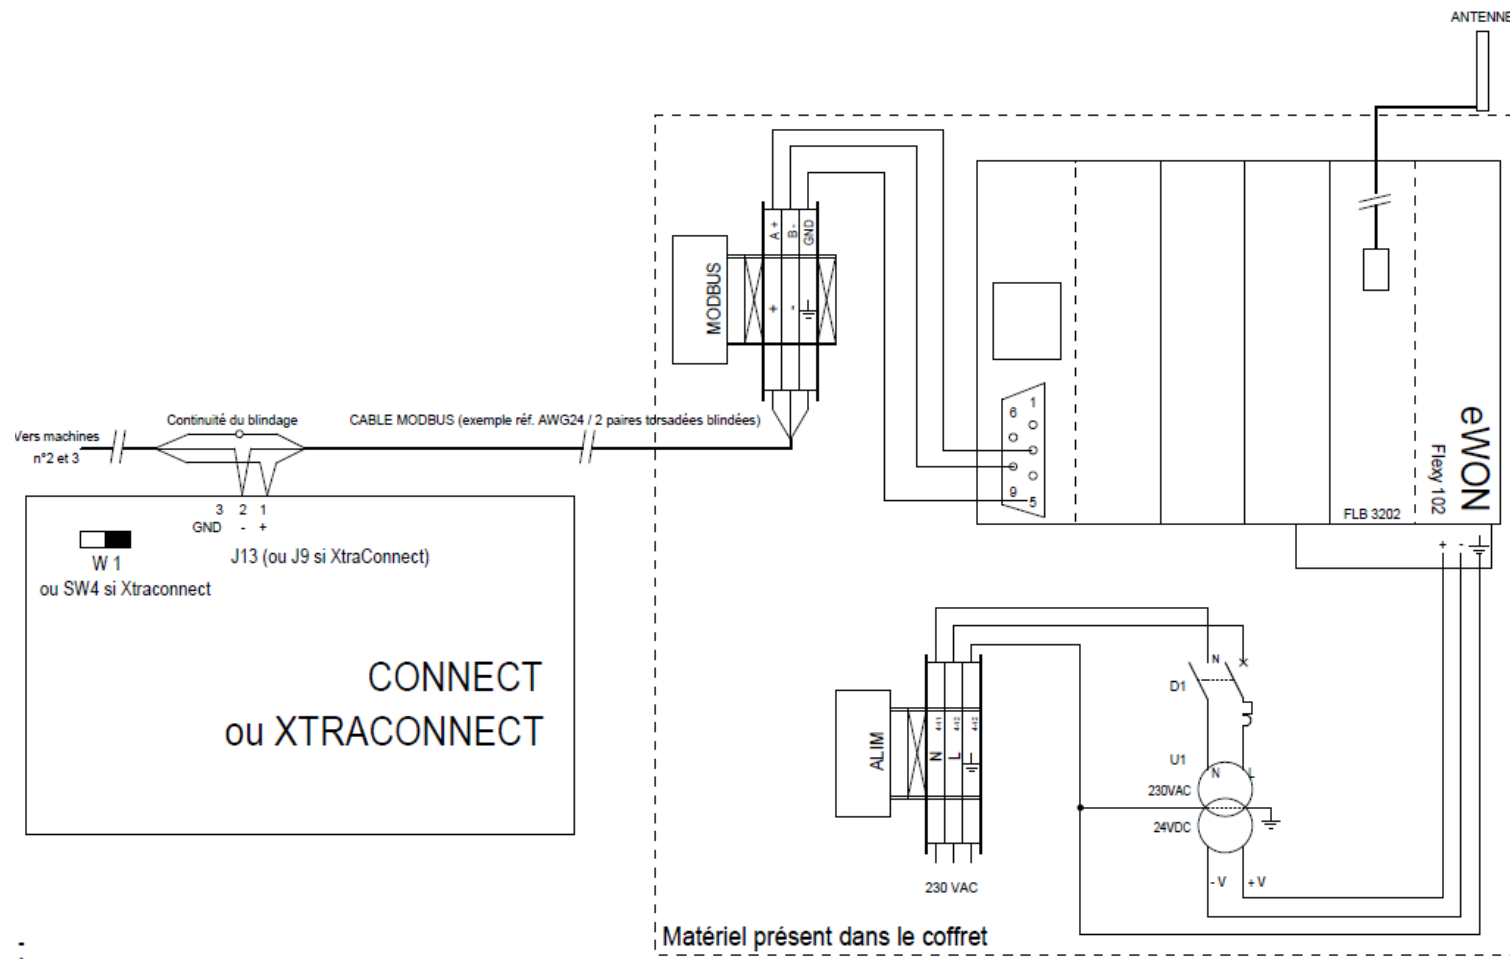 ANTENNE
A +
B -
GND
MODBUS
+
-
1
6
9
5
eWON
Flexy 102
FLB 3202
+ -
Continuité du blindage
CABLE MODBUS (exemple réf. AWG24 / 2 paires torsadées blindées)
Vers machines
n°2 et 3
3 2 1
GND - +
J13 (ou J9 si XtraConnect)
W 1
ou SW4 si Xtraconnect
CONNECT
ou XTRACONNECT
N
D1
ALIM
N
L
U1
N L
230VAC
24VDC
- V + V
230 VAC
Matériel présent dans le coffret